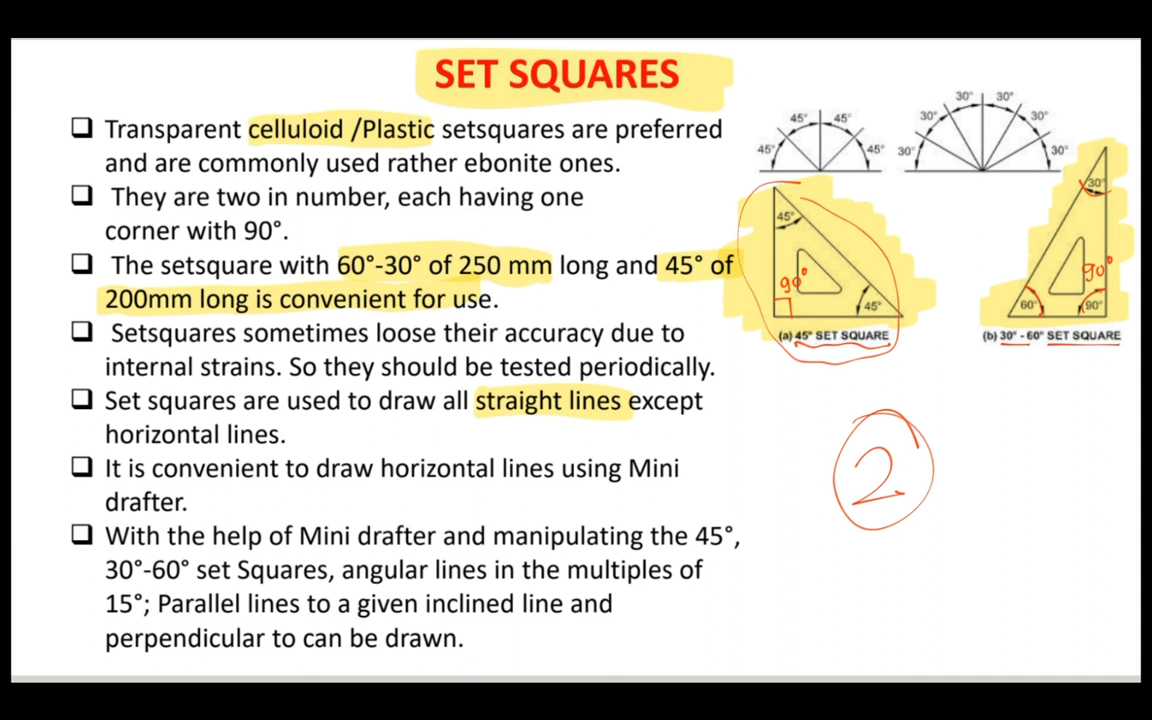 SET SQUARES
❑ Transparent celluloid /Plastic setsquares are preferred
and are commonly used rather ebonite ones.
❑ They are two in number, each having one
corner with 90°.
❑ The setsquare with 60°-30° of 250 mm long and 45° of
200mm long is convenient for use.
❑ Setsquares sometimes loose their accuracy due to
internal strains. So they should be tested periodically.
❑ Set squares are used to draw all straight lines except
horizontal lines.
❑ It is convenient to draw horizontal lines using Mini
drafter.
❑ With the help of Mini drafter and manipulating the 45°,
30°-60° set Squares, angular lines in the multiples of
15°; Parallel lines to a given inclined line and
perpendicular to can be drawn.
45° 45°
45° 45°
30° 30°
30° 30°
30° 30°
45°
90°
45°
(a) 45° SET SQUARE
30°
90°
60° 90°
(b) 30° - 60° SET SQUARE
2